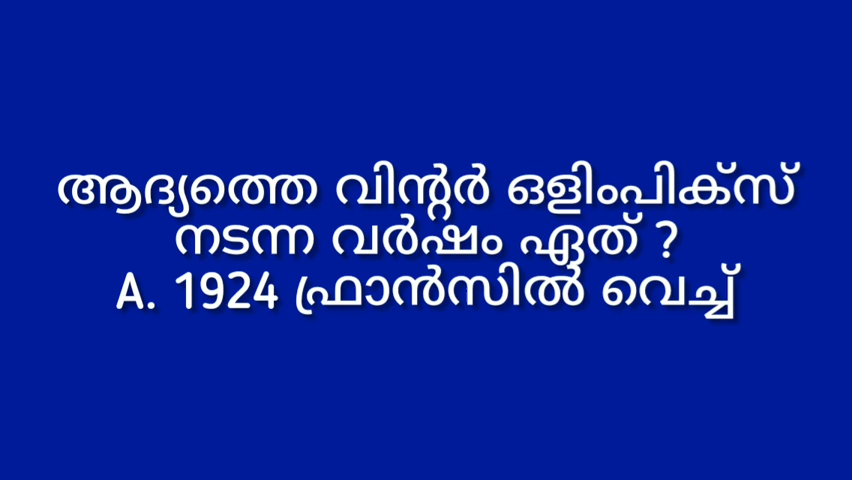 ആദ്യത്തെ വിന്റർ ഒളിംപിക്സ്
നടന്ന വർഷം ഏത് ?
A. 1924 ഫ്രാൻസിൽ വെച്ച്